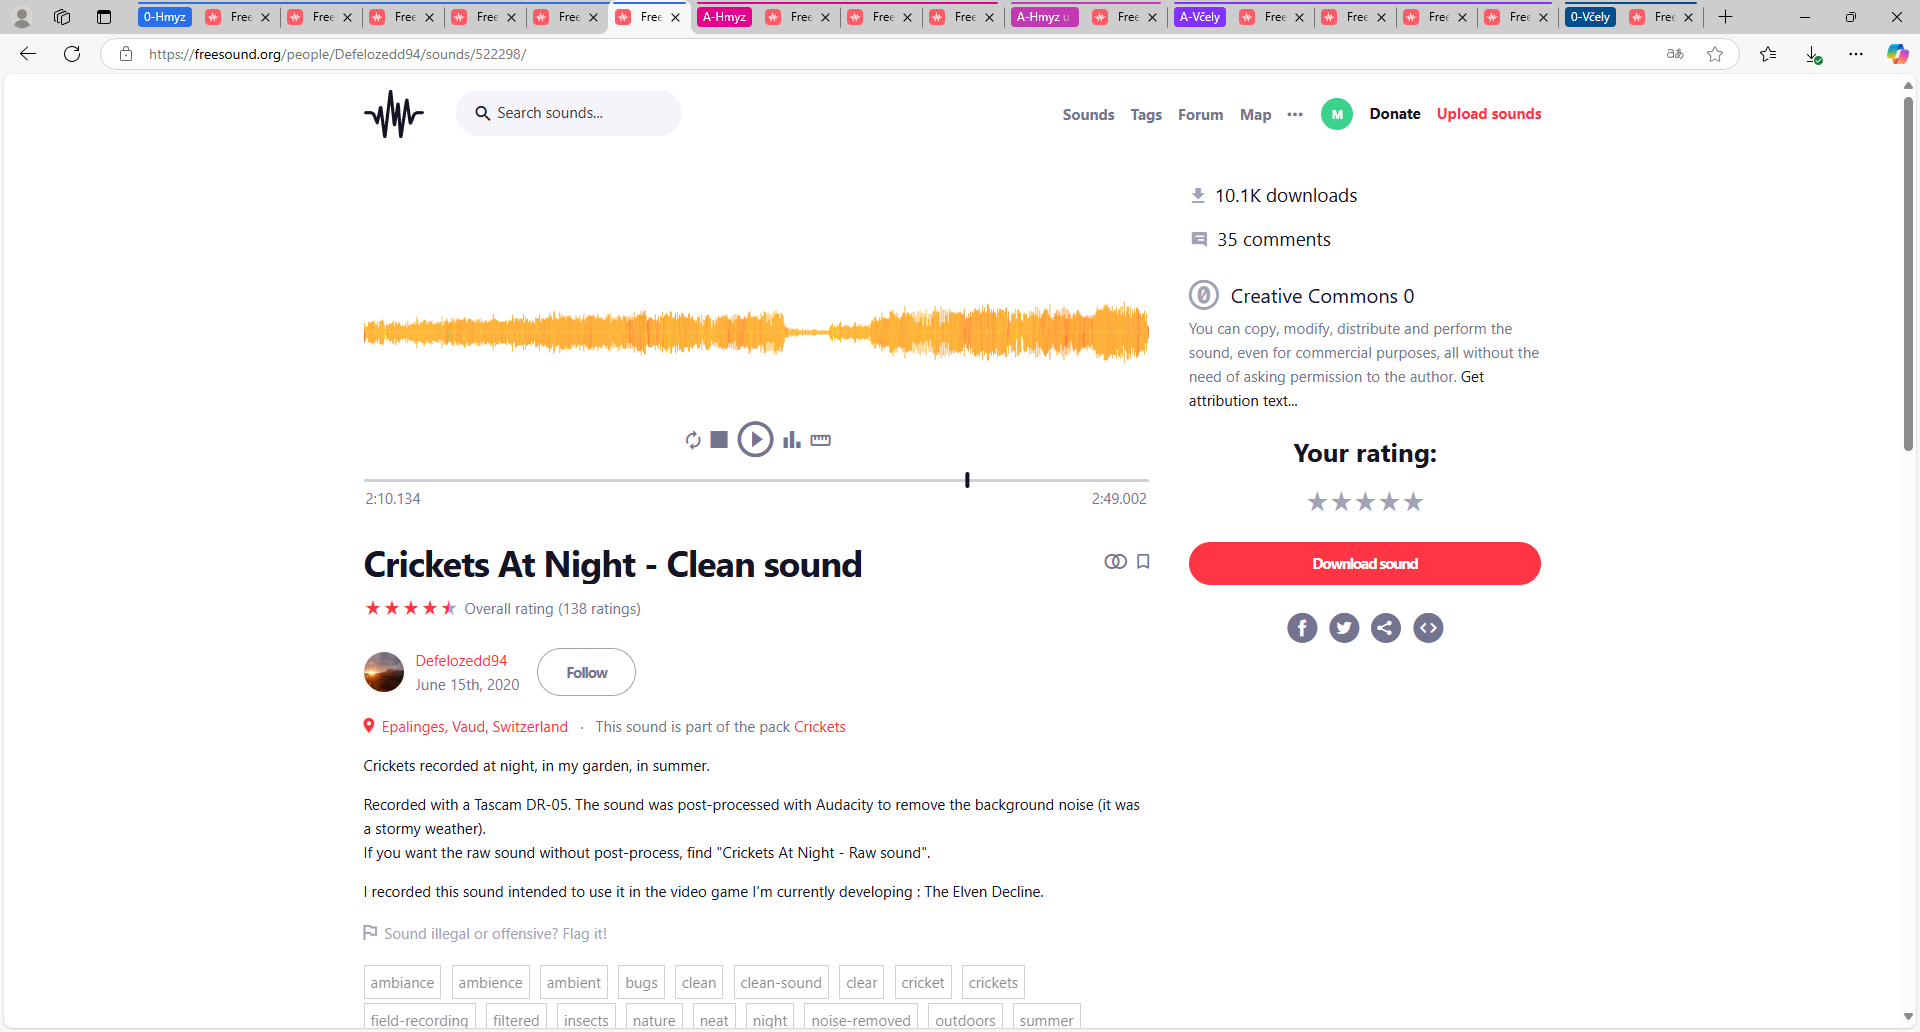 0-Hmyz Free Free Free Free Free Free A-Hmyz Free Free Free A-Hmyz u Free A-Včely Free Free Free Free 0-Včely Free
https://freesound.org/people/Defelozedd94/sounds/522298/
Search sounds...
Sounds Tags Forum Map M Donate Upload sounds
10.1K downloads
35 comments
Creative Commons 0
You can copy, modify, distribute and perform the
sound, even for commercial purposes, all without the
need of asking permission to the author. Get
attribution text...
Your rating:
2:10.134 2:49.002
Download sound
Crickets At Night - Clean sound
Overall rating (138 ratings)
Defelozedd94
June 15th, 2020
Follow
Epalinges, Vaud, Switzerland · This sound is part of the pack Crickets
Crickets recorded at night, in my garden, in summer.
Recorded with a Tascam DR-05. The sound was post-processed with Audacity to remove the background noise (it was
a stormy weather).
If you want the raw sound without post-process, find "Crickets At Night - Raw sound".
I recorded this sound intended to use it in the video game I'm currently developing : The Elven Decline.
Sound illegal or offensive? Flag it!
ambiance ambience ambient bugs clean clean-sound clear cricket crickets
field-recording filtered insects nature neat night noise-removed outdoors summer